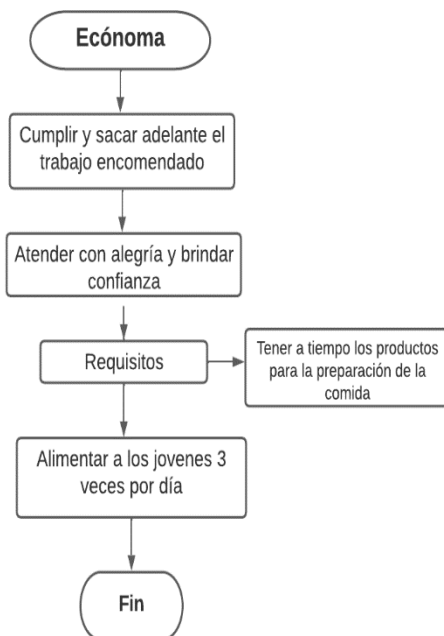 Ecónoma
Cumplir y sacar adelante el
trabajo encomendado
Atender con alegría y brindar
confianza
Requisitos
Tener a tiempo los productos
para la preparación de la
comida
Alimentar a los jovenes 3
veces por día
Fin